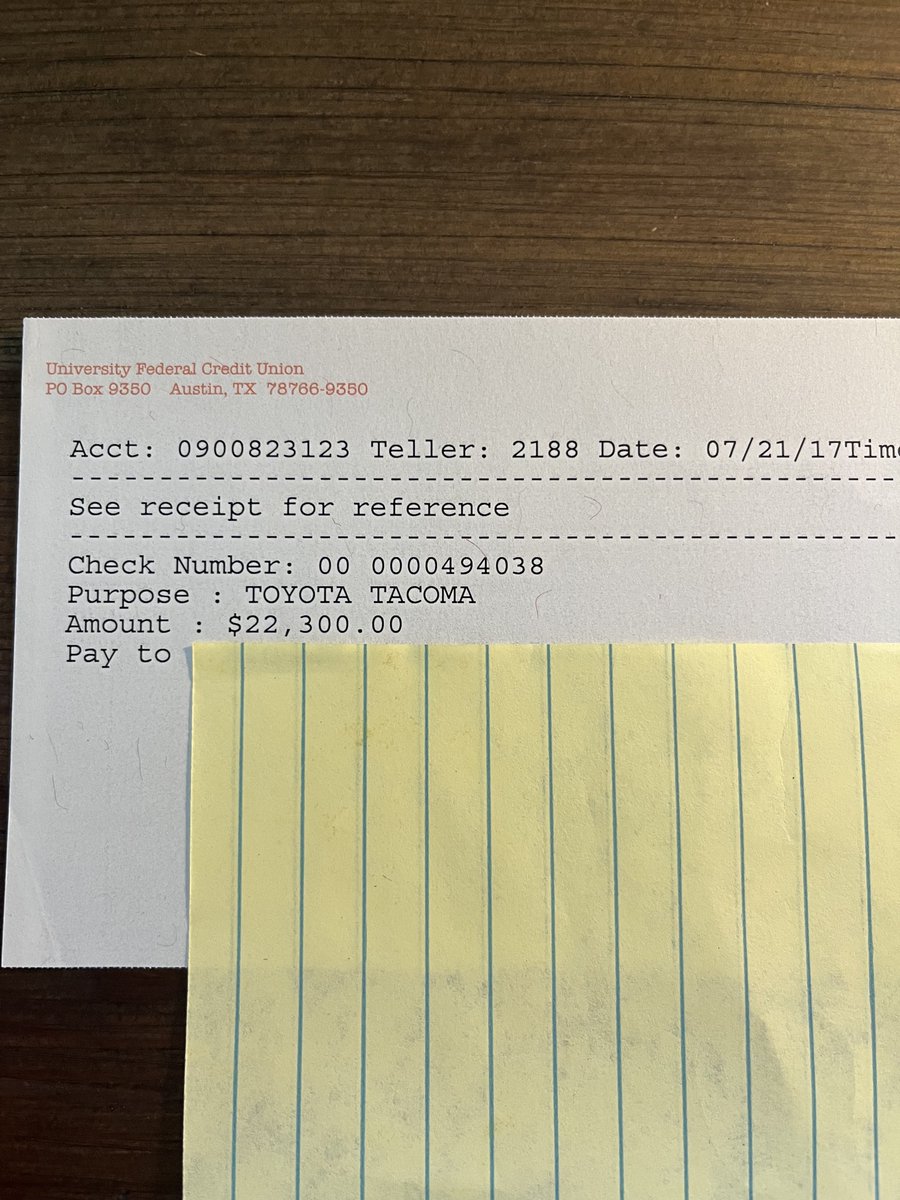 University Federal Credit Union
PO Box 9350 Austin, TX 78766-9350
Acct: 0900823123 Teller: 2188 Date: 07/21/17Time
------------------------------------------------
See receipt for reference
------------------------------------------------
Check Number: 00 0000494038
Purpose : TOYOTA TACOMA
Amount : $22,300.00
Pay to